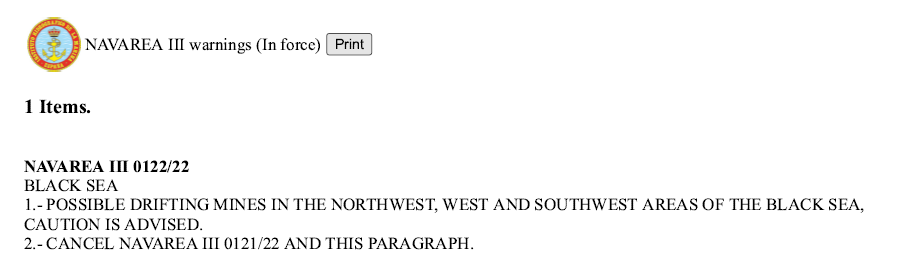 NAVAREA III warnings (In force) Print
1 Items.
NAVAREA III 0122/22
BLACK SEA
1.- POSSIBLE DRIFTING MINES IN THE NORTHWEST, WEST AND SOUTHWEST AREAS OF THE BLACK SEA,
CAUTION IS ADVISED.
2.- CANCEL NAVAREA III 0121/22 AND THIS PARAGRAPH.